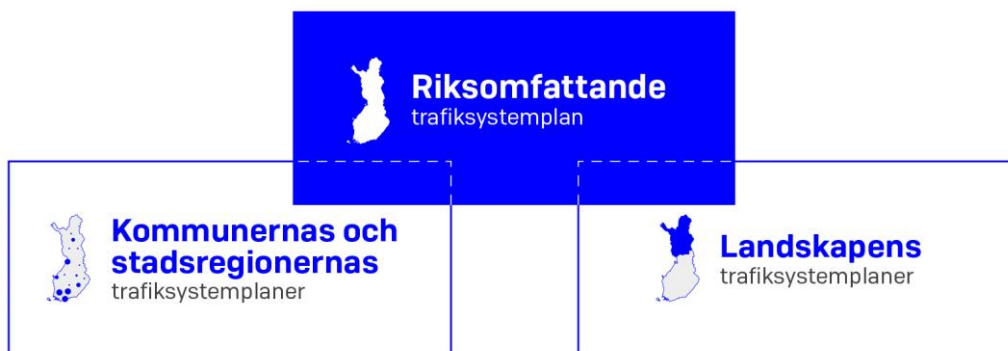 Riksomfattande
trafiksystemplan
Kommunernas och
stadsregionernas
trafiksystemplaner
Landskapens
trafiksystemplaner